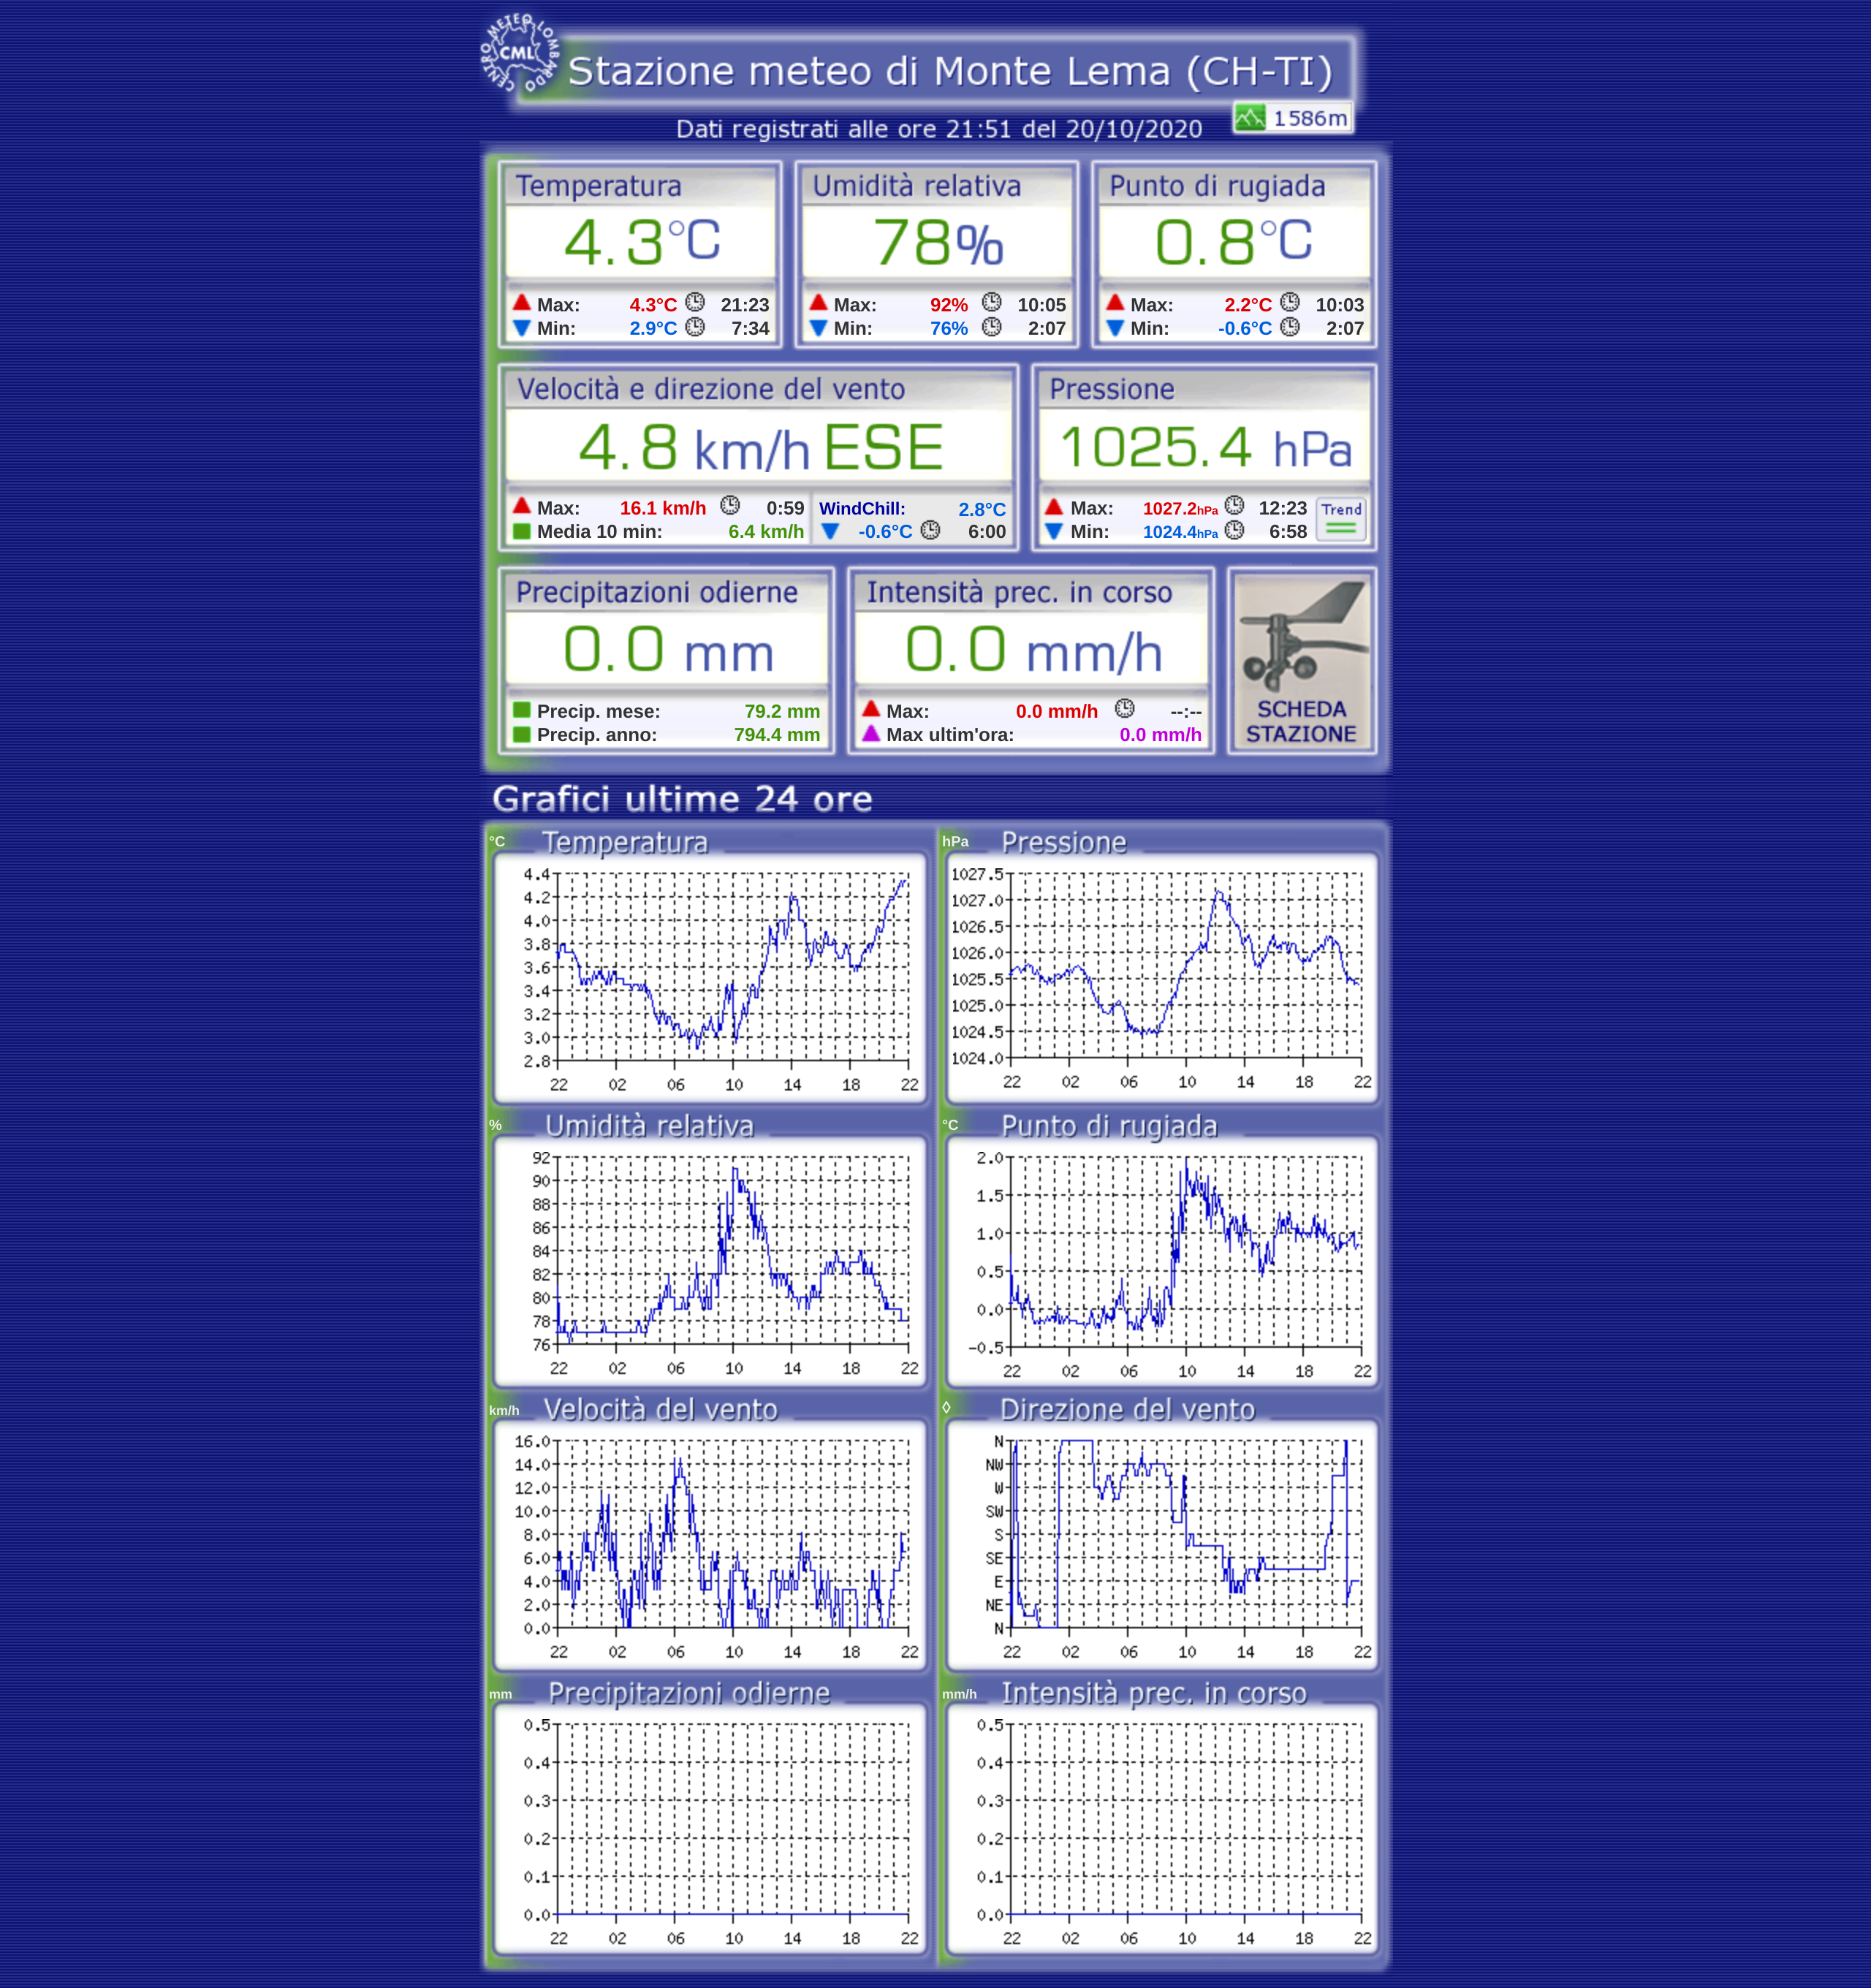 CENTRO METEO LOMBARDO
CML
Stazione meteo di Monte Lema (CH-TI)
1586m
Dati registrati alle ore 21:51 del 20/10/2020
Temperatura Umidità relativa Punto di rugiada
4.3°C 78% 0.8°C
Max: 4.3°C 21:23 Max: 92% 10:05 Max: 2.2°C 10:03
Min: 2.9°C 7:34 Min: 76% 2:07 Min: -0.6°C 2:07
Velocità e direzione del vento Pressione
4.8 km/h ESE 1025.4 hPa
Max: 16.1 km/h 0:59 WindChill: 2.8°C Max: 1027.2hPa 12:23 Trend
Media 10 min: 6.4 km/h -0.6°C 6:00 Min: 1024.4hPa 6:58
Precipitazioni odierne Intensità prec. in corso
0.0 mm 0.0 mm/h
Precip. mese: 79.2 mm Max: 0.0 mm/h --:-- SCHEDA
Precip. anno: 794.4 mm Max ultim'ora: 0.0 mm/h STAZIONE
Grafici ultime 24 ore
°C Temperatura
4.4
4.2
4.0
3.8
3.6
3.4
3.2
3.0
2.8
22 02 06 10 14 18 22
hPa Pressione
1027.5
1027.0
1026.5
1026.0
1025.5
1025.0
1024.5
1024.0
22 02 06 10 14 18 22
% Umidità relativa
92
90
88
86
84
82
80
78
76
22 02 06 10 14 18 22
°C Punto di rugiada
2.0
1.5
1.0
0.5
0.0
-0.5
22 02 06 10 14 18 22
km/h Velocità del vento
16.0
14.0
12.0
10.0
8.0
6.0
4.0
2.0
0.0
22 02 06 10 14 18 22
◊ Direzione del vento
N
NW
W
SW
S
SE
E
NE
N
22 02 06 10 14 18 22
mm Precipitazioni odierne
0.5
0.4
0.3
0.2
0.1
0.0
22 02 06 10 14 18 22
mm/h Intensità prec. in corso
0.5
0.4
0.3
0.2
0.1
0.0
22 02 06 10 14 18 22